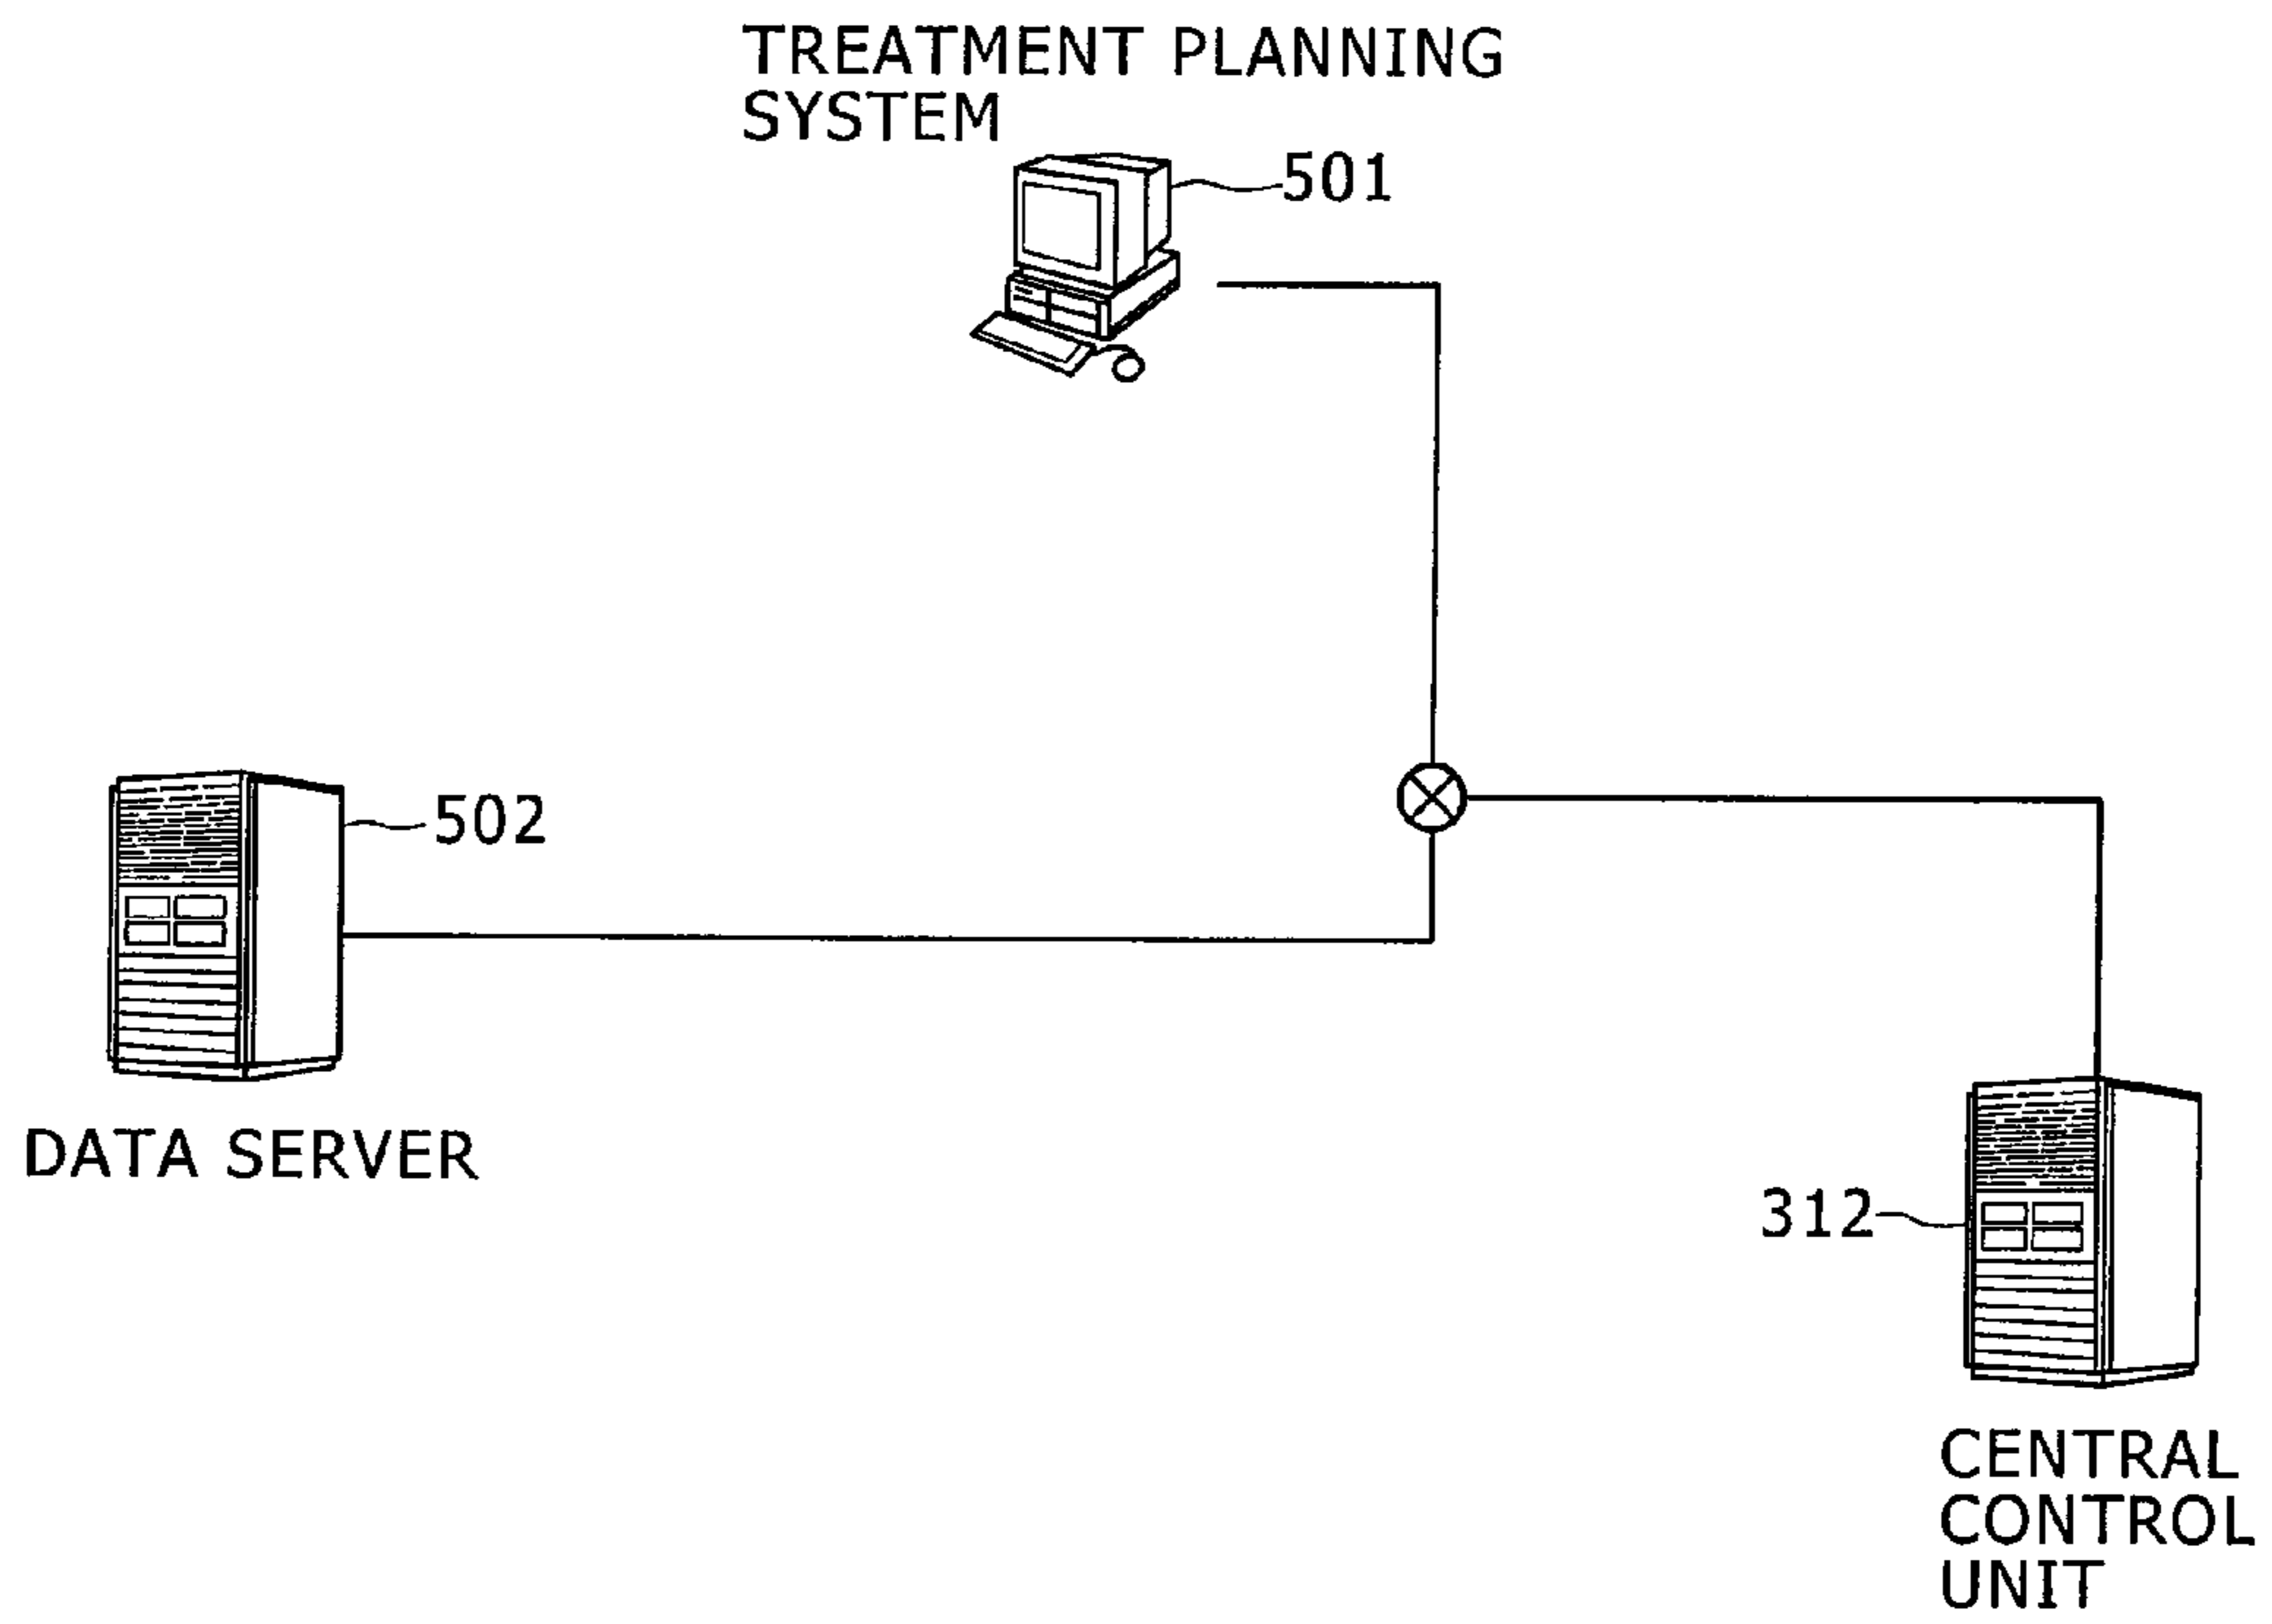 TREATMENT PLANNING
SYSTEM
501
502
DATA SERVER
312
CENTRAL
CONTROL
UNIT